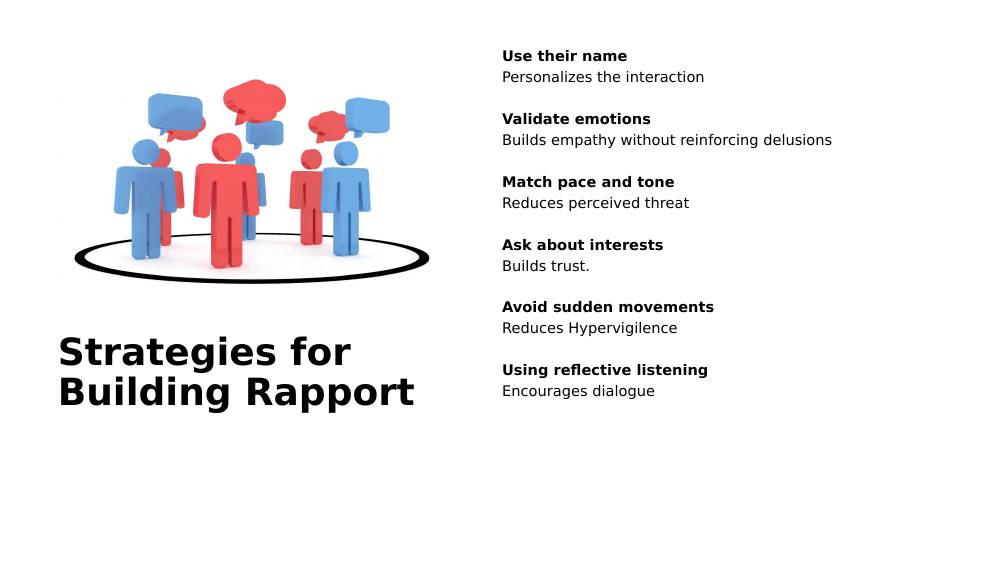 Strategies for
Building Rapport
Use their name
Personalizes the interaction
Validate emotions
Builds empathy without reinforcing delusions
Match pace and tone
Reduces perceived threat
Ask about interests
Builds trust.
Avoid sudden movements
Reduces Hypervigilence
Using reflective listening
Encourages dialogue